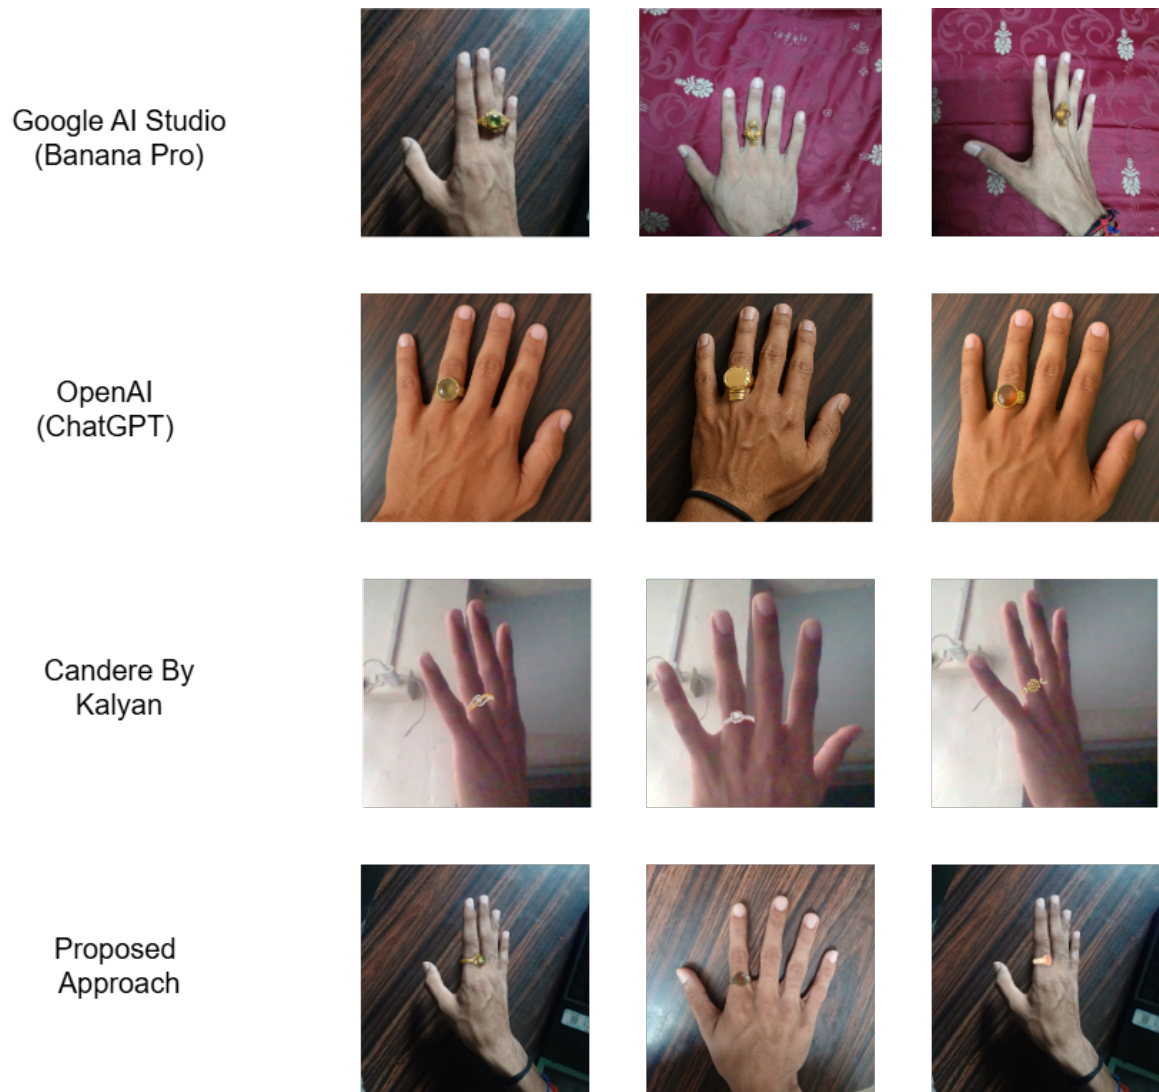 Google AI Studio
(Banana Pro)
OpenAI
(ChatGPT)
Candere By
Kalyan
Proposed
Approach